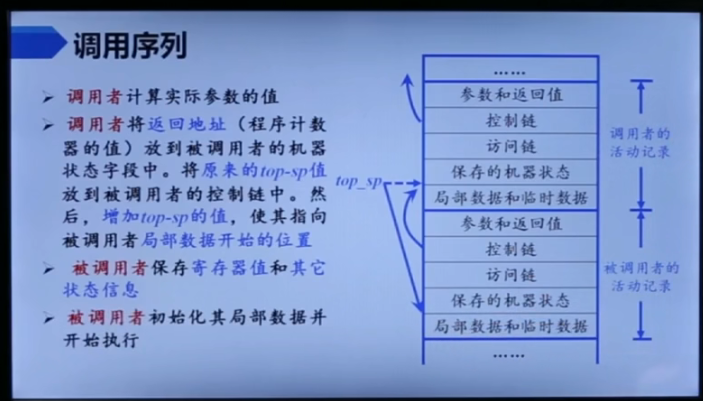 调用序列
调用者计算实际参数的值
调用者将返回地址（程序计数
器的值）放到被调用者的机器
状态字段中。将原来的top-sp值
放到被调用者的控制链中。然
后，增加top-sp的值，使其指向
被调用者局部数据开始的位置
被调用者保存寄存器值和其它
状态信息
被调用者初始化其局部数据并
开始执行
top_sp
……
参数和返回值
控制链
访问链
保存的机器状态
局部数据和临时数据
参数和返回值
控制链
访问链
保存的机器状态
局部数据和临时数据
……
调用者的
活动记录
被调用者的
活动记录